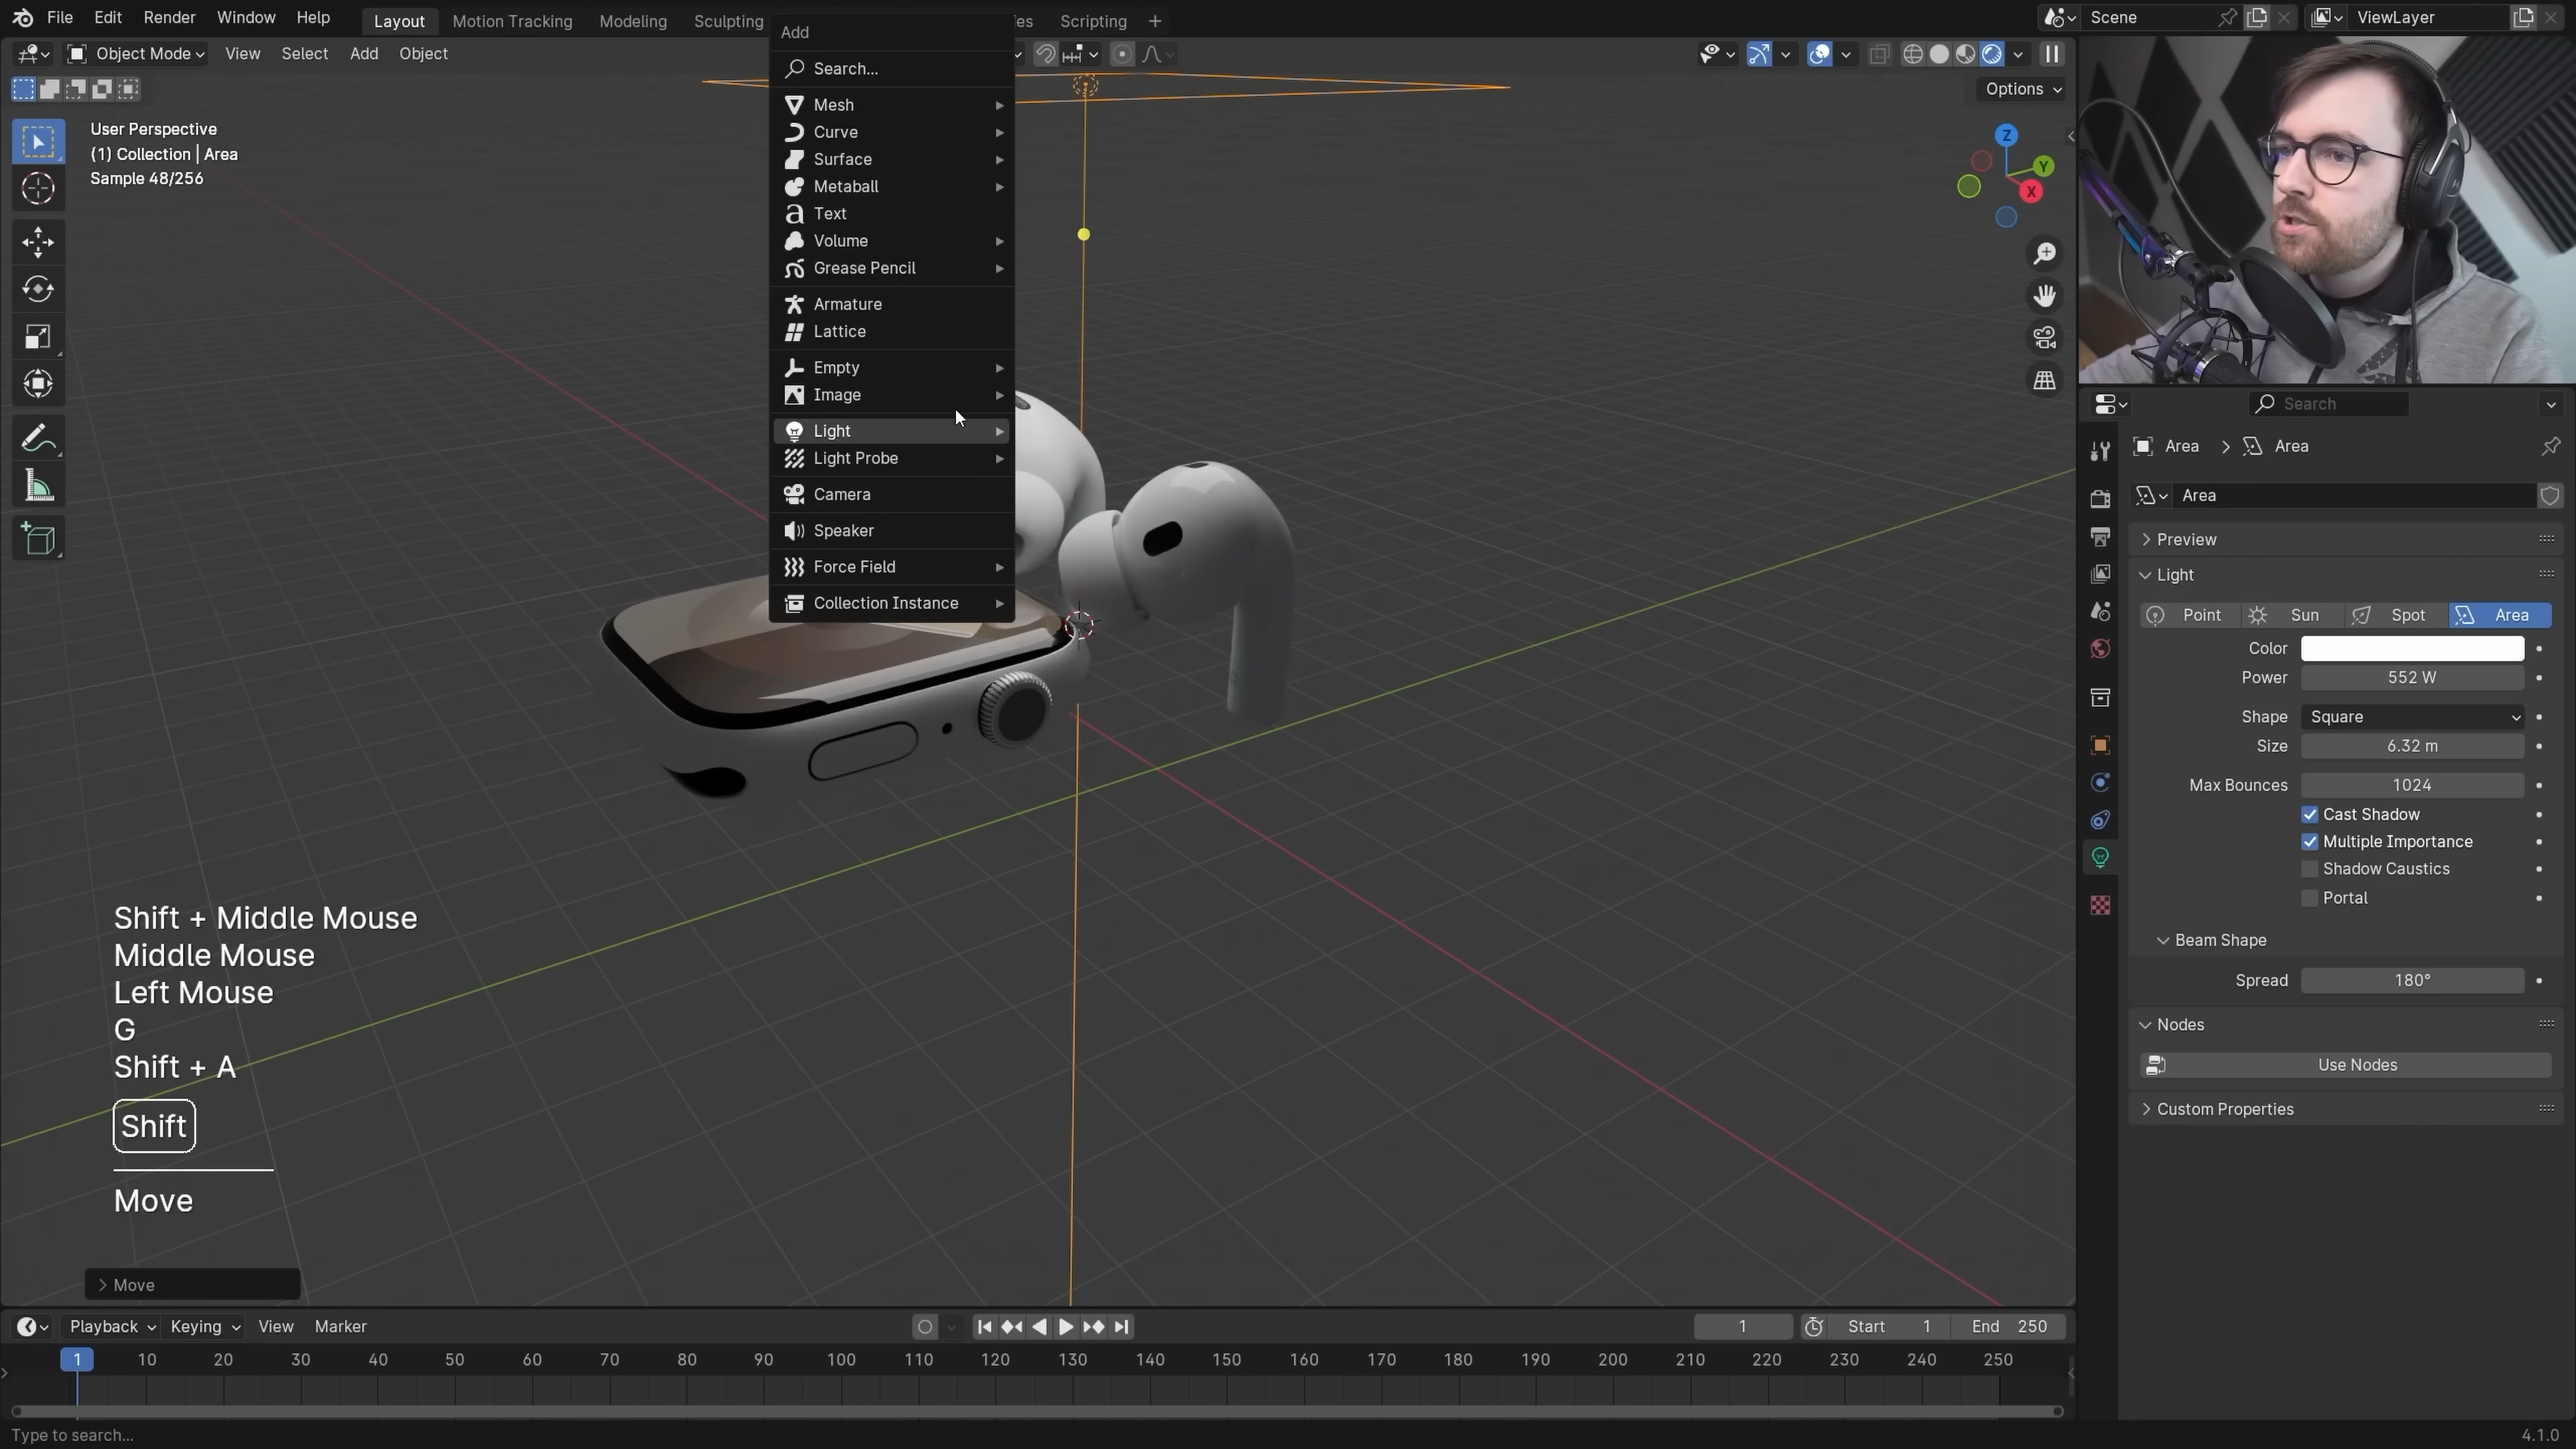 File Edit Render Window Help
Layout Motion Tracking Modeling Sculpting es Scripting +
Scene
ViewLayer
Object Mode View Select Add Object
Options
User Perspective
(1) Collection | Area
Sample 48/256
Add
Search...
Mesh
Curve
Surface
Metaball
Text
Volume
Grease Pencil
Armature
Lattice
Empty
Image
Light
Light Probe
Camera
Speaker
Force Field
Collection Instance
Z
Y
X
Search
Area > Area
Area
Preview
Light
Point Sun Spot Area
Color
Power 552 W
Shape Square
Size 6.32 m
Max Bounces 1024
Cast Shadow
Multiple Importance
Shadow Caustics
Portal
Beam Shape
Spread 180°
Nodes
Use Nodes
Custom Properties
Shift + Middle Mouse
Middle Mouse
Left Mouse
G
Shift + A
Shift
Move
Move
Playback Keying View Marker
1 Start 1 End 250
1 10 20 30 40 50 60 70 80 90 100 110 120 130 140 150 160 170 180 190 200 210 220 230 240 250
Type to search...
4.1.0